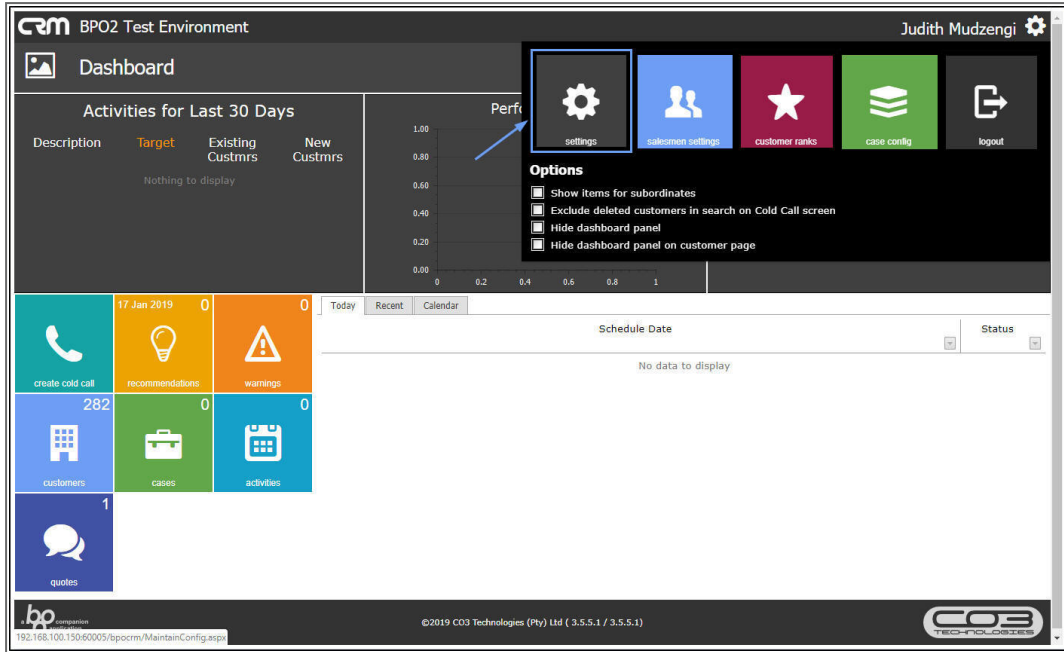 CRM BPO2 Test Environment
Judith Mudzengi
Dashboard
Activities for Last 30 Days
Description Target Existing Custmrs New Custmrs
Nothing to display
Perfo
1.00
0.80
0.60
0.40
0.20
0.00
0 0.2 0.4 0.6 0.8 1
settings
salesmen settings
customer ranks
case config
logout
Options
Show items for subordinates
Exclude deleted customers in search on Cold Call screen
Hide dashboard panel
Hide dashboard panel on customer page
create cold call
17 Jan 2019 0
recommendations
0
warnings
282
customers
0
cases
0
activities
1
quotes
Today Recent Calendar
Schedule Date Status
No data to display
a bpo companion
application
192.168.100.150:60005/bpocrm/MaintainConfig.aspx
©2019 CO3 Technologies (Pty) Ltd ( 3.5.5.1 / 3.5.5.1)
CO3
TECHNOLOGIES